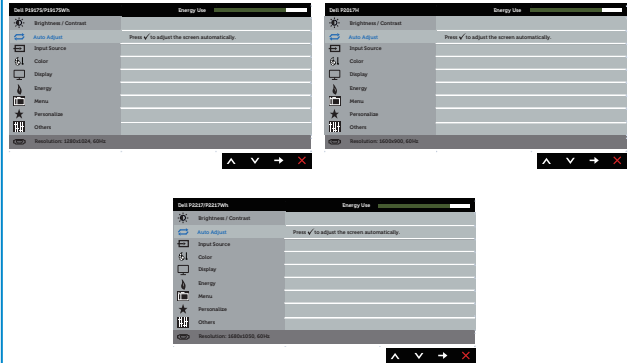 Dell P1917S/P1917SWh
Energy Use
Brightness / Contrast
Auto Adjust
Press ✓ to adjust the screen automatically.
Input Source
Color
Display
Energy
Menu
Personalize
Others
Resolution: 1280x1024, 60Hz
Dell P2017H
Energy Use
Brightness / Contrast
Auto Adjust
Press ✓ to adjust the screen automatically.
Input Source
Color
Display
Energy
Menu
Personalize
Others
Resolution: 1600x900, 60Hz
Dell P2217/P2217Wh
Energy Use
Brightness / Contrast
Auto Adjust
Press ✓ to adjust the screen automatically.
Input Source
Color
Display
Energy
Menu
Personalize
Others
Resolution: 1680x1050, 60Hz